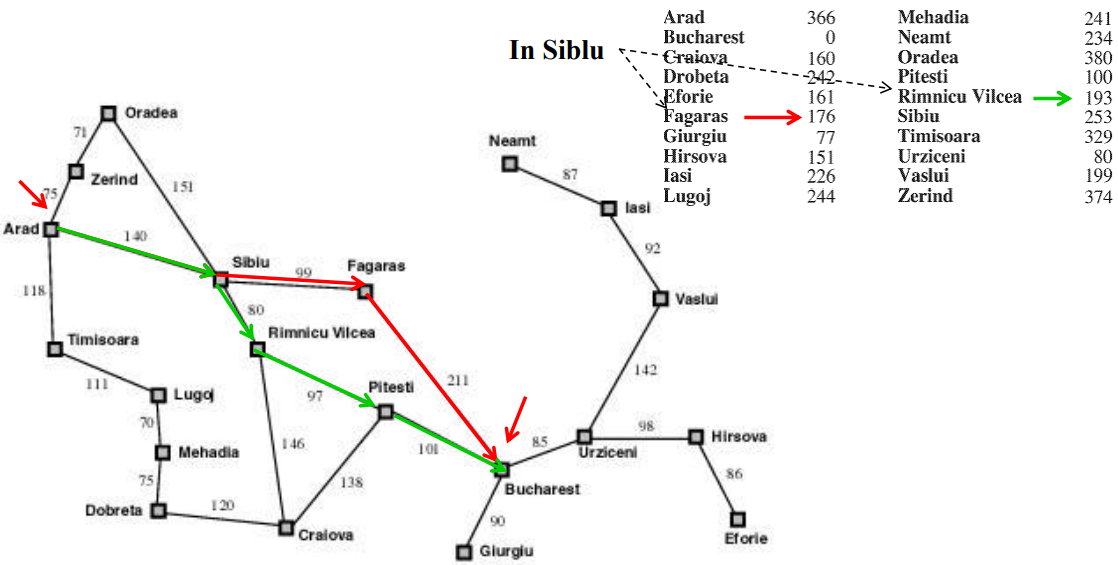 Arad 366 Mehadia 241
Bucharest 0 Neamt 234
In Siblu
Craiova 160 Oradea 380
Drobeta 242 Pitesti 100
Eforie 161 Rimnicu Vilcea 193
Fagaras 176 Sibiu 253
Giurgiu 77 Timisoara 329
Hirsova 151 Urziceni 80
Iasi 226 Vaslui 199
Lugoj 244 Zerind 374
Oradea
71
Neamt
Zerind
87
151
75
Iasi
Arad
140
92
Sibiu
99
Fagaras
118
Vaslui
80
Timisoara
Rimnicu Vilcea
142
111
Lugoj
97
Pitesti
211
70
146
101
85
98
Hirsova
Mehadia
Urziceni
86
75
138
Bucharest
Dobreta
120
90
Craiova
Eforie
Giurgiu